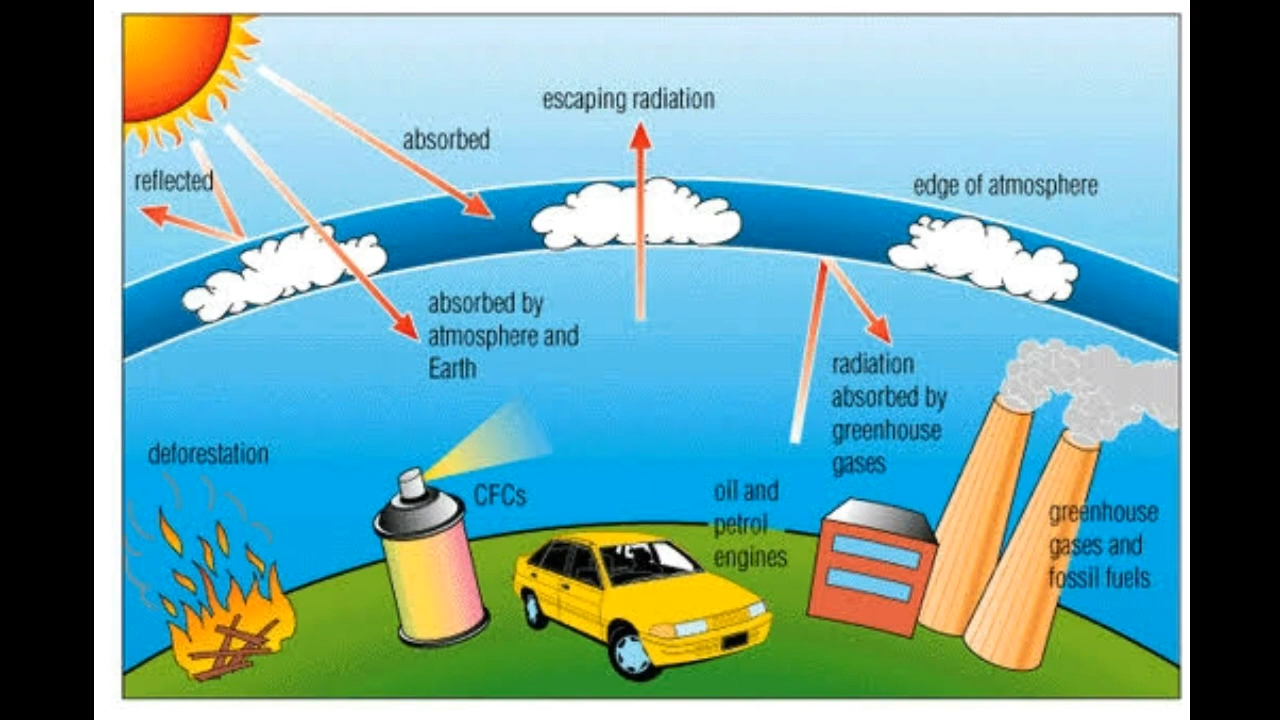 escaping radiation
absorbed
reflected
edge of atmosphere
absorbed by
atmosphere and
Earth
radiation
absorbed by
greenhouse
gases
deforestation
CFCs
oil and
petrol
engines
greenhouse
gases and
fossil fuels